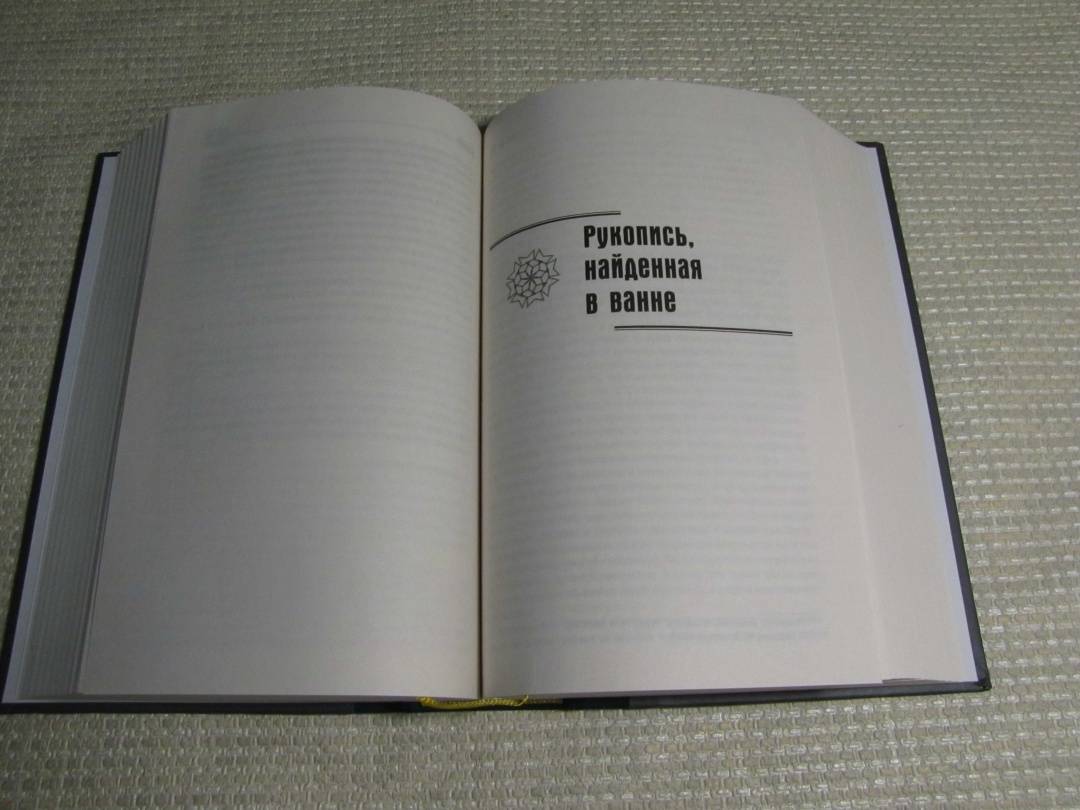 Рукопись,
найденная
в ванне